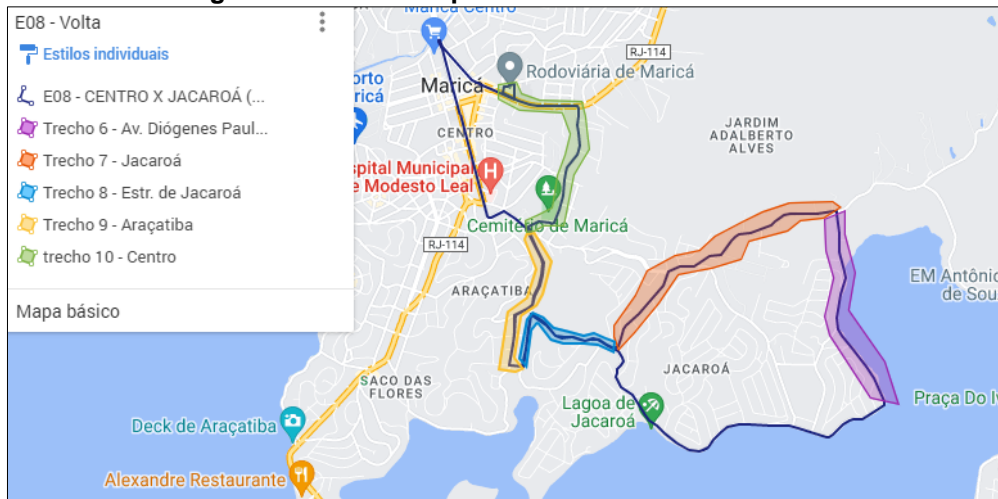 E08 - Volta
Estilos individuais
E08 - CENTRO X JACAROÁ (...
Trecho 6 - Av. Diógenes Paul...
Trecho 7 - Jacaroá
Trecho 8 - Estr. de Jacaroá
Trecho 9 - Araçatiba
trecho 10 - Centro
Mapa básico
RJ-114
Rodoviária de Maricá
Maricá
CENTRO
JARDIM
ADALBERTO
ALVES
spital Municipal
e Modesto Leal
H
Cemitério de Maricá
RJ-114
ARAÇATIBA
EM Antônio
de Sou
JACAROÁ
SACO DAS
FLORES
Lagoa de
Jacaroá
Praça Do
Deck de Araçatiba
Alexandre Restaurante